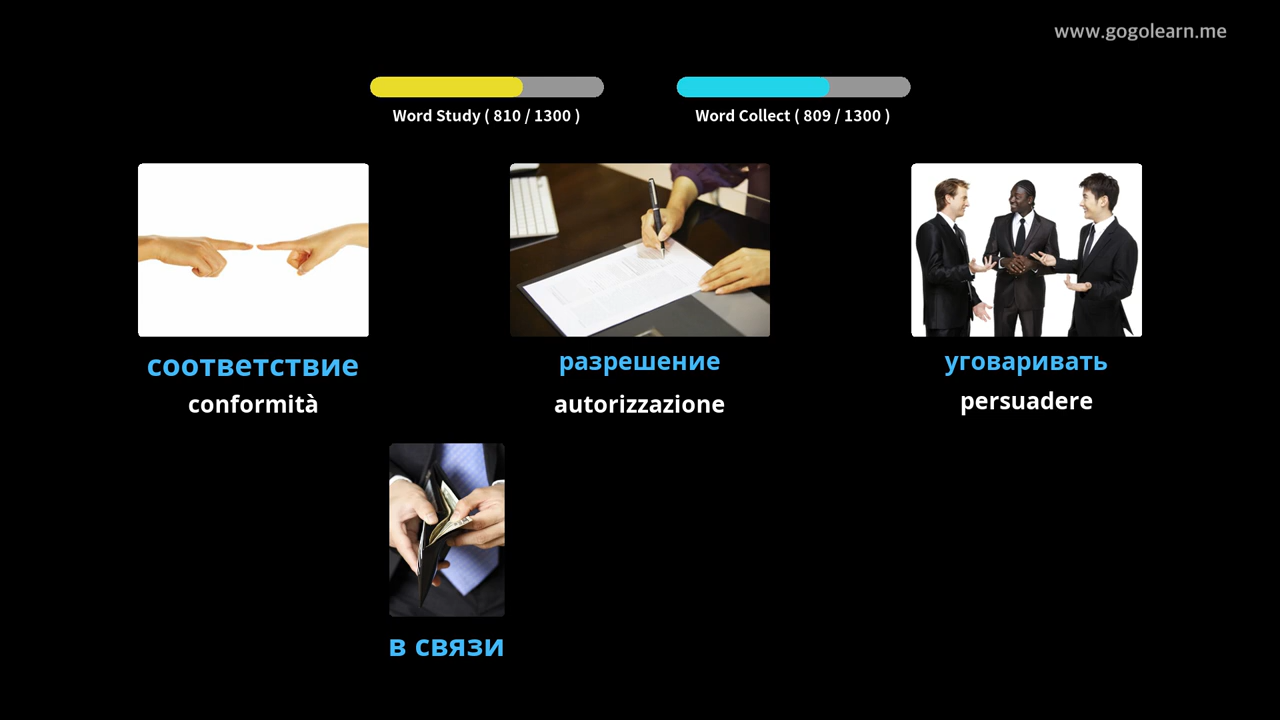 www.gogolearn.me
Word Study ( 810 / 1300 )
Word Collect ( 809 / 1300 )
соответствие
conformità
разрешение
autorizzazione
уговаривать
persuadere
в связи